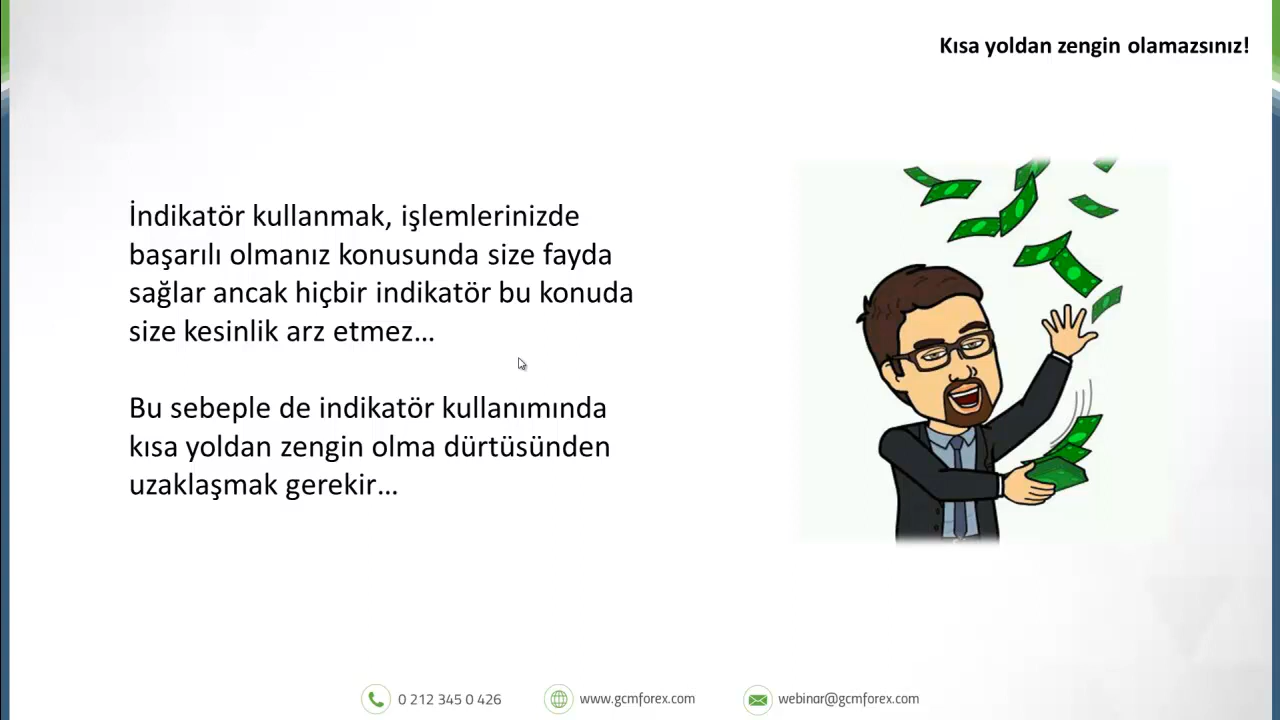 Kısa yoldan zengin olamazsınız!
İndikatör kullanmak, işlemlerinizde
başarılı olmanız konusunda size fayda
sağlar ancak hiçbir indikatör bu konuda
size kesinlik arz etmez...
Bu sebeple de indikatör kullanımında
kısa yoldan zengin olma dürtüsünden
uzaklaşmak gerekir...
0 212 345 0 426
www.gcmforex.com
webinar@gcmforex.com